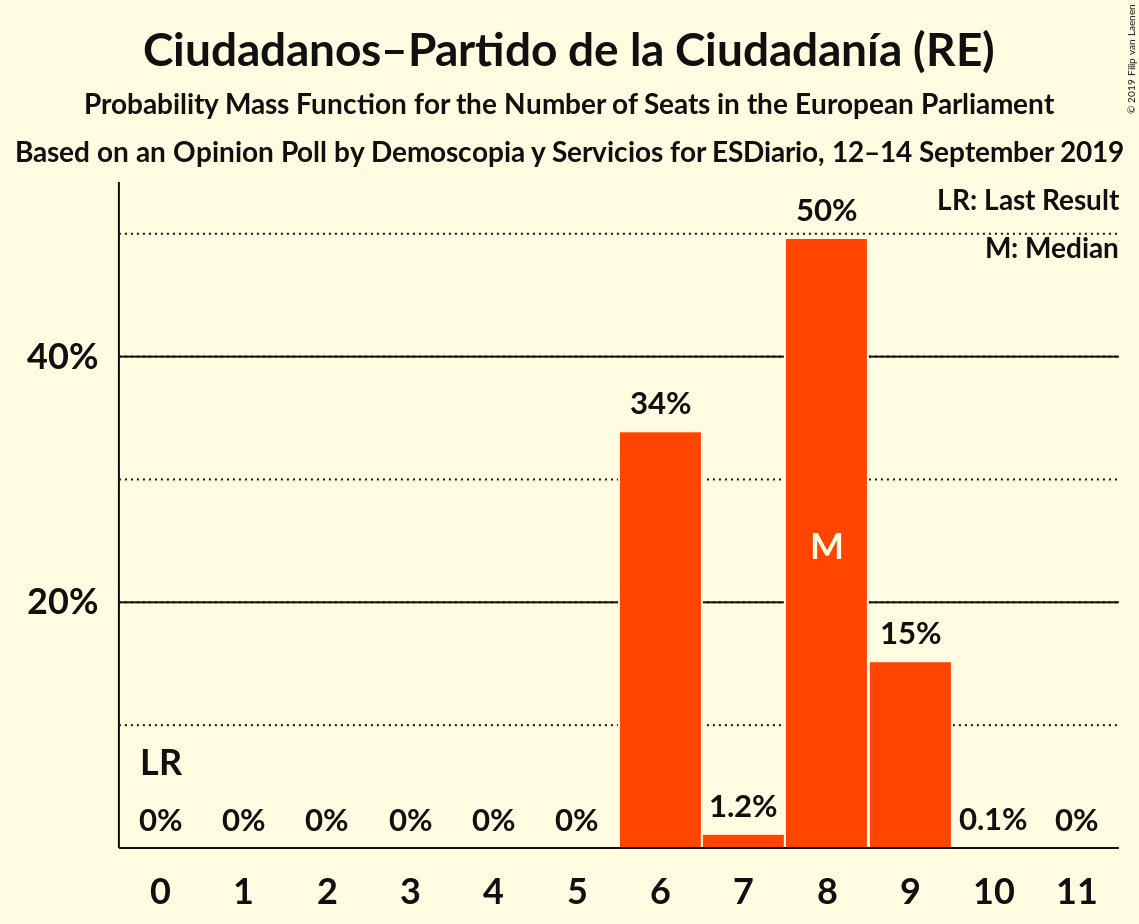 Ciudadanos–Partido de la Ciudadanía (RE)
Probability Mass Function for the Number of Seats in the European Parliament
Based on an Opinion Poll by Demoscopia y Servicios for ESDiario, 12–14 September 2019
© 2019 Filip van Laenen
LR: Last Result
M: Median
50%
40%
34%
M
20%
15%
LR
0% 0% 0% 0% 0% 0% 1.2% 0.1% 0%
0 1 2 3 4 5 6 7 8 9 10 11